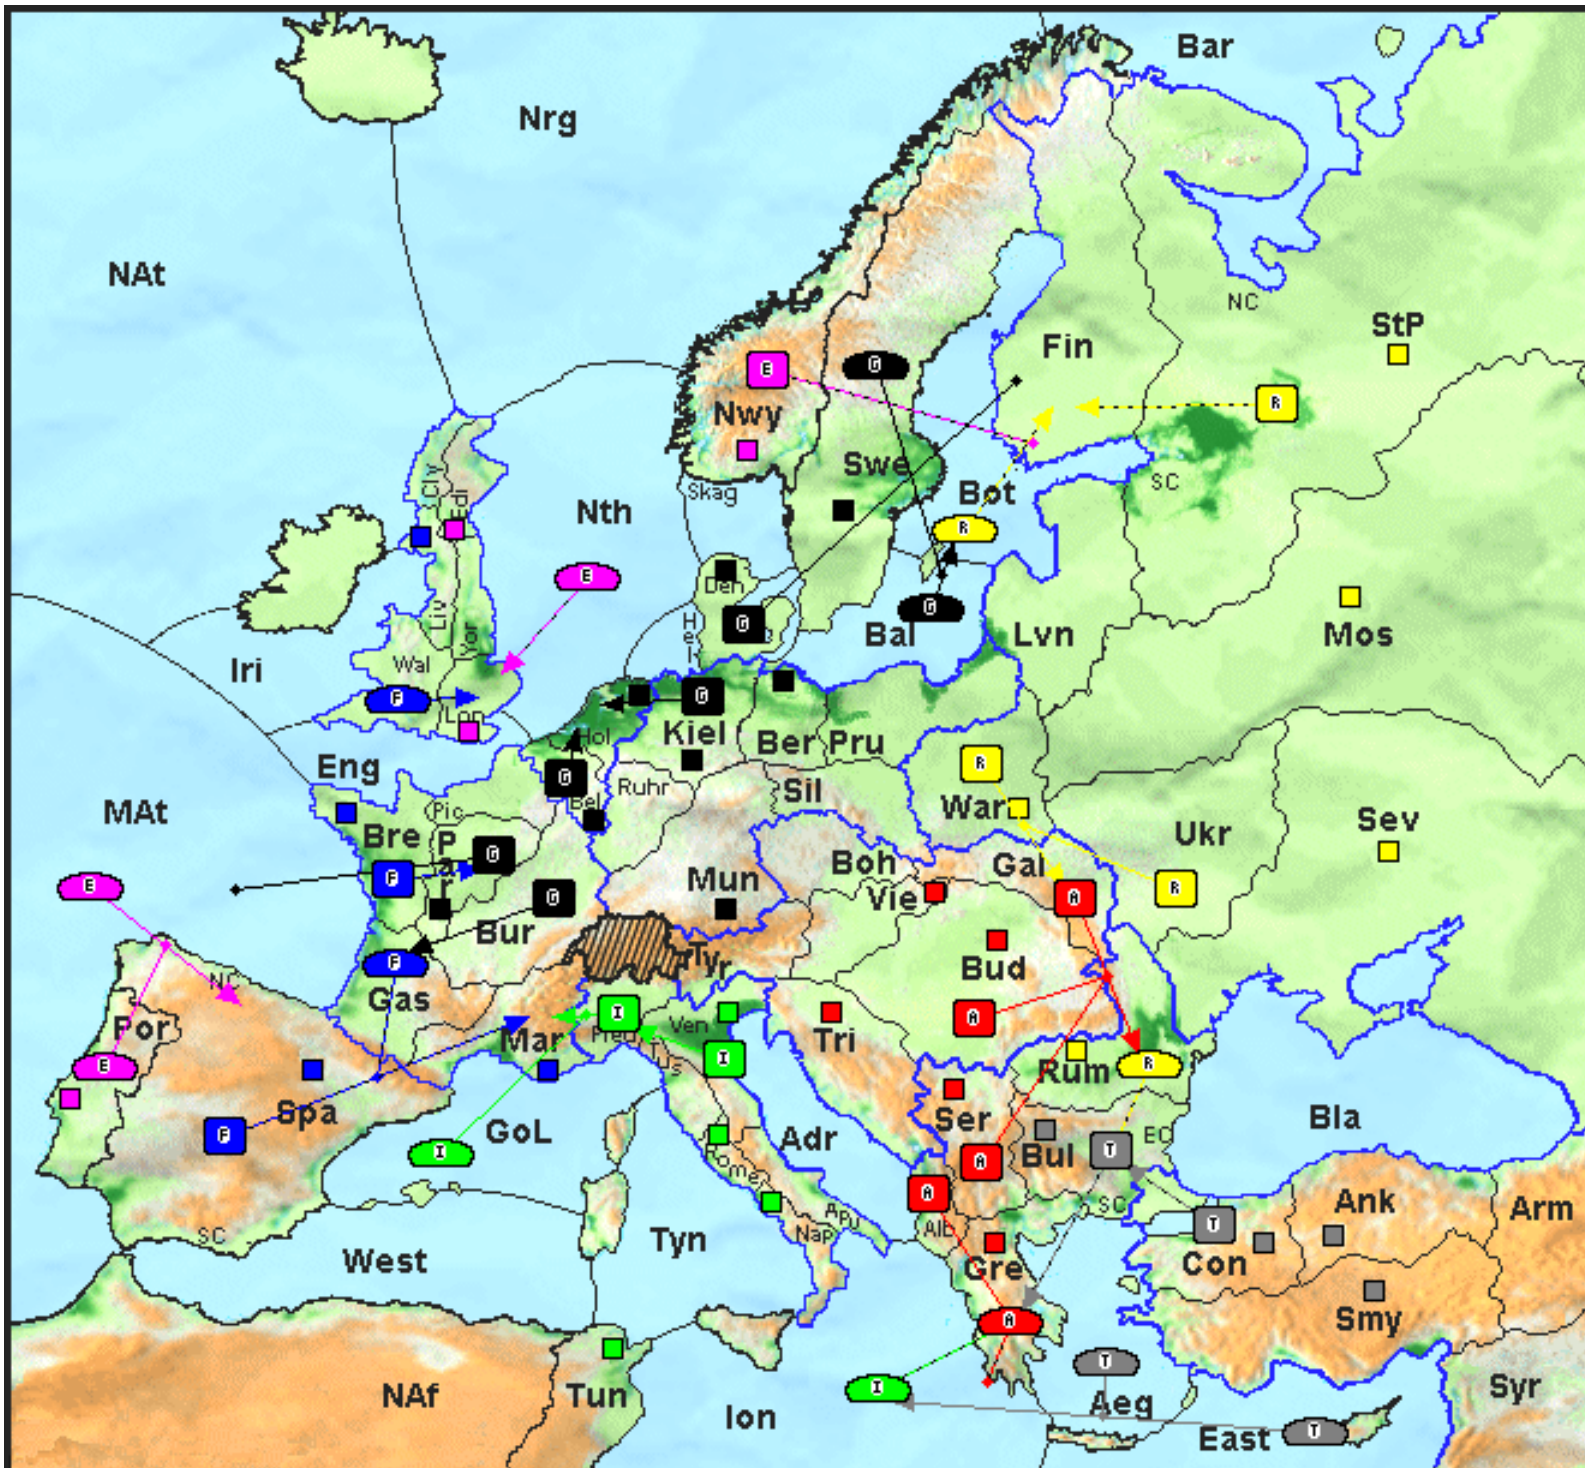 Bar
Nrg
NAt
NC
StP
Fin
E
G
R
Nwy
Swe
Skag
Bot
SC
Cly
Edl
Nth
R
E
Den
G
G
Mos
Lvn
Bal
Hel
Liv
Yor
Iri
Wal
F
Lon
G
Kiel
Hol
Ber
Pru
Eng
R
Ruhr
Sil
War
G
Bel
MAt
Pic
Bre
Par
Ukr
Sev
G
Boh
Gal
F
E
Mun
Vie
G
A
R
Bur
F
Tyr
Bud
NC
Gas
Por
Mar
Pied
I
Ven
A
Tri
Tus
I
R
Rum
E
Spa
F
GoL
I
Adr
Ser
Bul
T
EC
Bla
A
Rome
A
Apu
SC
Alb
Nap
SC
T
Ank
Arm
Con
West
Tyn
Gre
Smy
A
T
I
Tun
NAf
Ion
Aeg
Syr
East
T